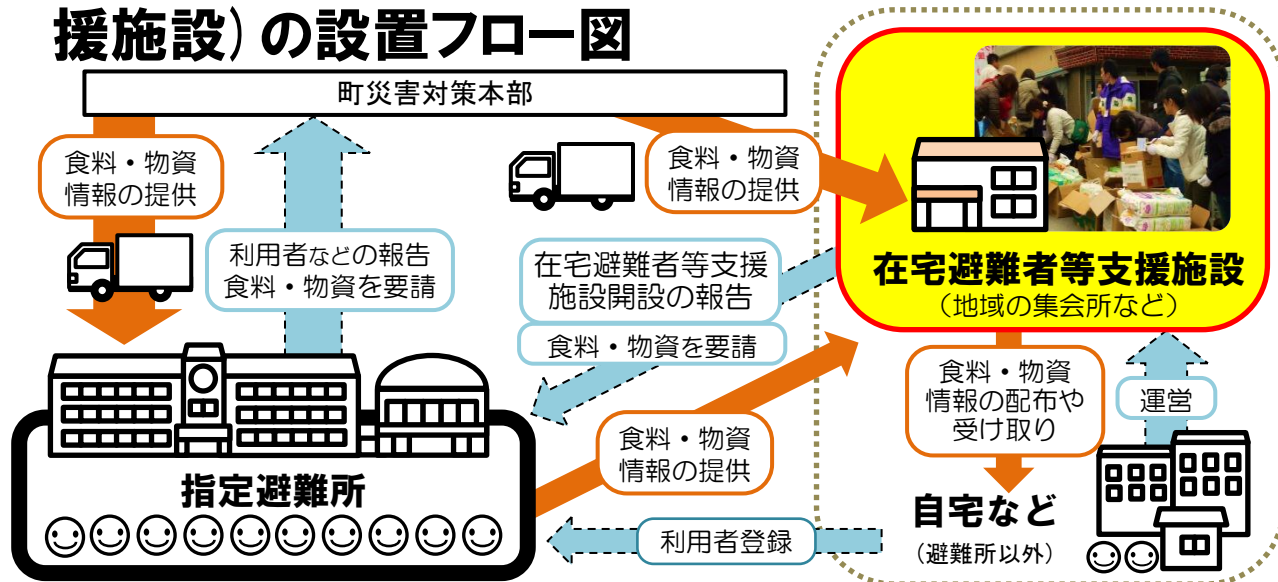 援施設)の設置フロー図
町災害対策本部
食料・物資
情報の提供
利用者などの報告
食料・物資を要請
食料・物資
情報の提供
在宅避難者等支援
施設開設の報告
食料・物資を要請
在宅避難者等支援施設
(地域の集会所など)
食料・物資
情報の配布や
受け取り
運営
食料・物資
情報の提供
指定避難所
利用者登録
自宅など
(避難所以外)